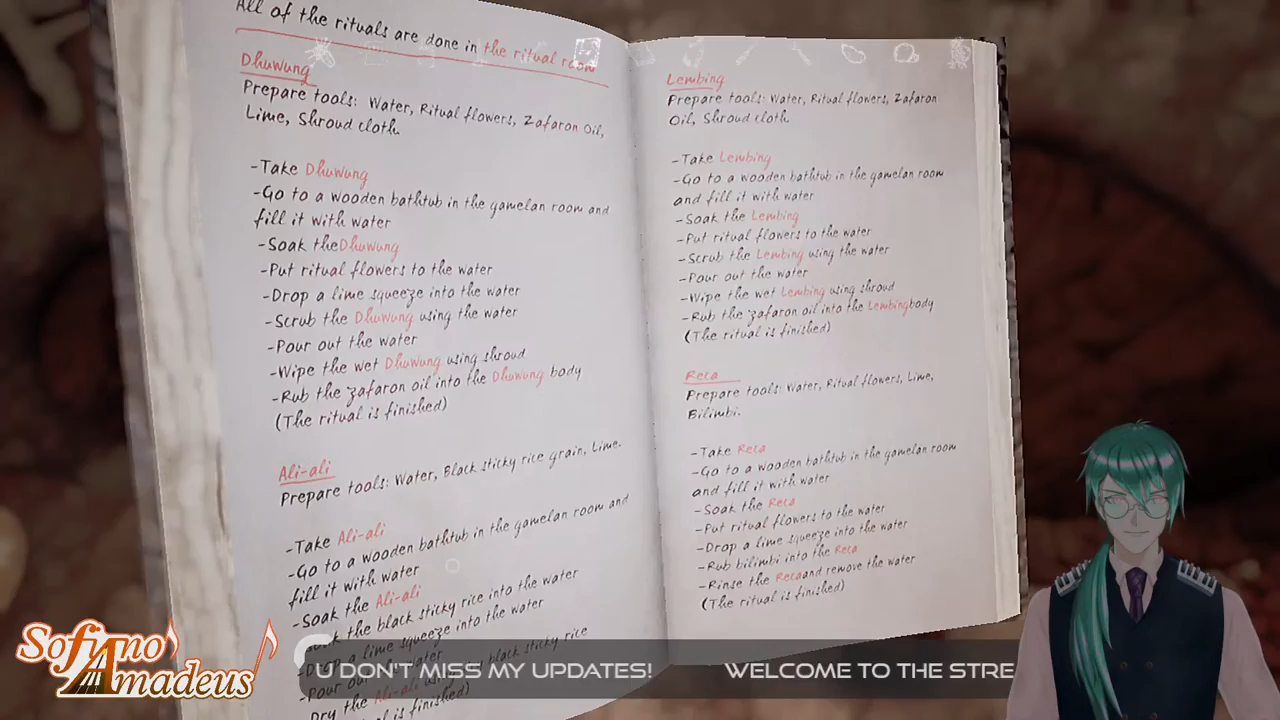 All of the rituals are done in the ritual room
Dhuwung
Prepare tools: Water, Ritual flowers, Zafaron Oil,
Lime, Shroud cloth.
-Take Dhuwung
-Go to a wooden bathtub in the gamelan room and
fill it with water
-Soak the Dhuwung
-Put ritual flowers to the water
-Drop a lime squeeze into the water
-Scrub the Dhuwung using the water
-Pour out the water
-Wipe the wet Dhuwung using shroud
-Rub the zafaron oil into the Dhuwung body
(The ritual is finished)
Ali-ali
Prepare tools: Water, Black sticky rice grain, Lime.
-Take Ali-ali
-Go to a wooden bathtub in the gamelan room and
fill it with water
-Soak the Ali-ali
the black sticky rice into the water
a lime squeeze into the water
-Pour out
black sticky rice
Dry the Ali-ali
is finished)
Lembing
Prepare tools: Water, Ritual flowers, Zafaron
Oil, Shroud cloth.
-Take Lembing
-Go to a wooden bathtub in the gamelan room
and fill it with water
-Soak the Lembing
-Put ritual flowers to the water
-Scrub the Lembing using the water
-Pour out the water
-Wipe the wet Lembing using shroud
-Rub the zafaron oil into the Lembing body
(The ritual is finished)
Reca
Prepare tools: Water, Ritual flowers, Lime,
Bilimbi.
-Take Reca
-Go to a wooden bathtub in the gamelan room
and fill it with water
-Soak the Reca
-Put ritual flowers to the water
-Drop a lime squeeze into the water
-Rub bilimbi into the Reca
-Rinse the Reca and remove the water
(The ritual is finished)
Sofiano
Amadeus
U DON'T MISS MY UPDATES! WELCOME TO THE STRE